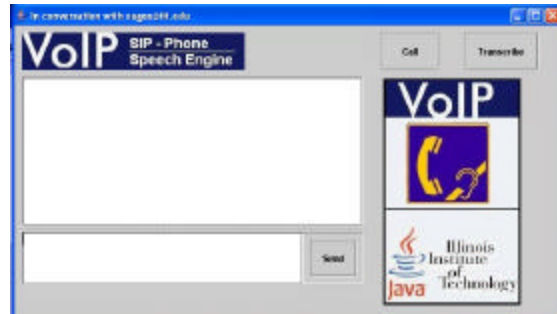 In conversation with
VoIP SIP - Phone
Speech Engine
Call
Transcribe
VoIP
Send
Java
Illinois
Institute
of
Technology